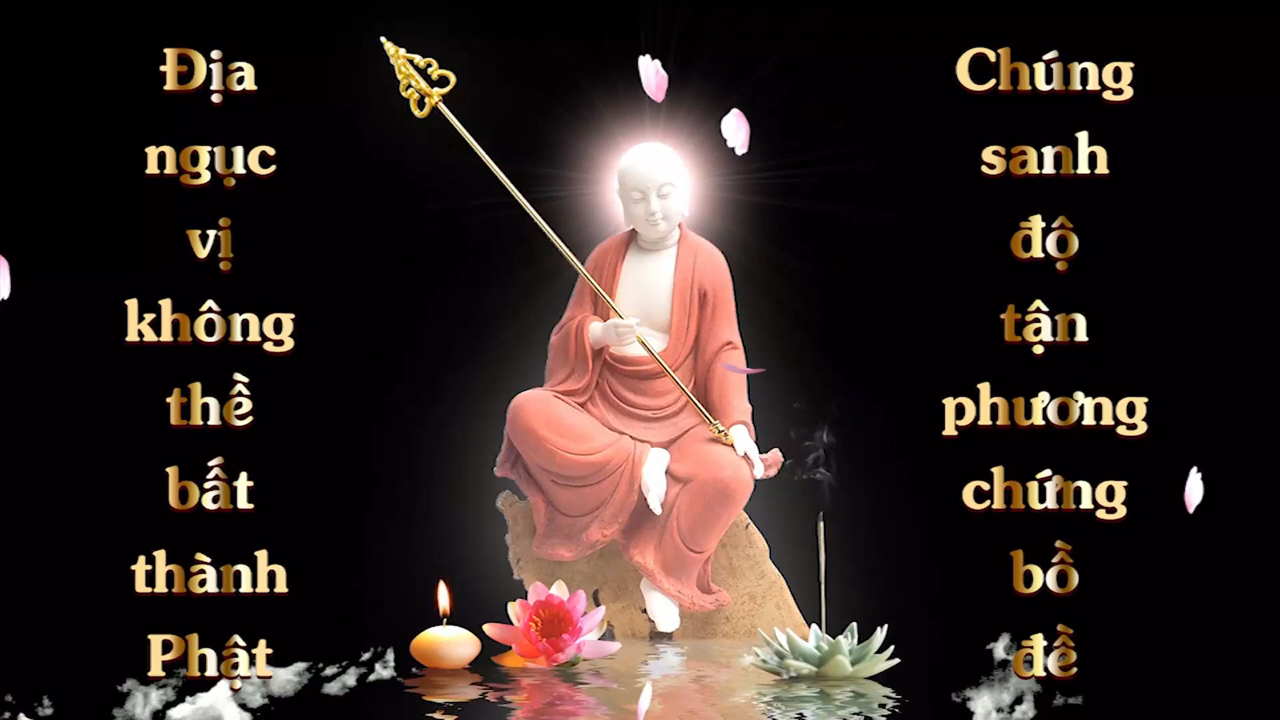 Địa
ngục
vị
không
thề
bất
thành
Phật
Chúng
sanh
độ
tận
phương
chứng
bồ
đề